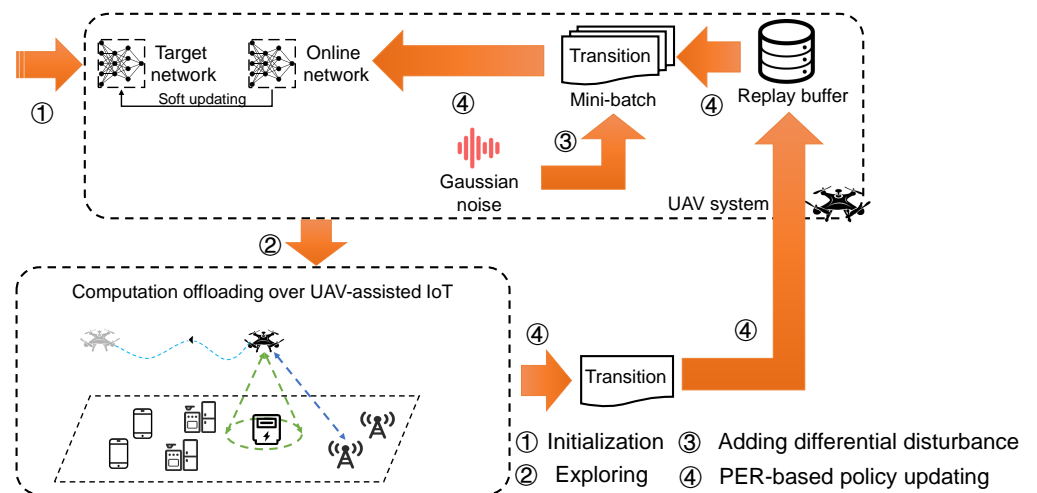 ①
Target
network
Online
network
Soft updating
④
Transition
Mini-batch
④
Replay buffer
③
Gaussian
noise
UAV system
②
Computation offloading over UAV-assisted IoT
④
Transition
④
① Initialization
② Exploring
③ Adding differential disturbance
④ PER-based policy updating